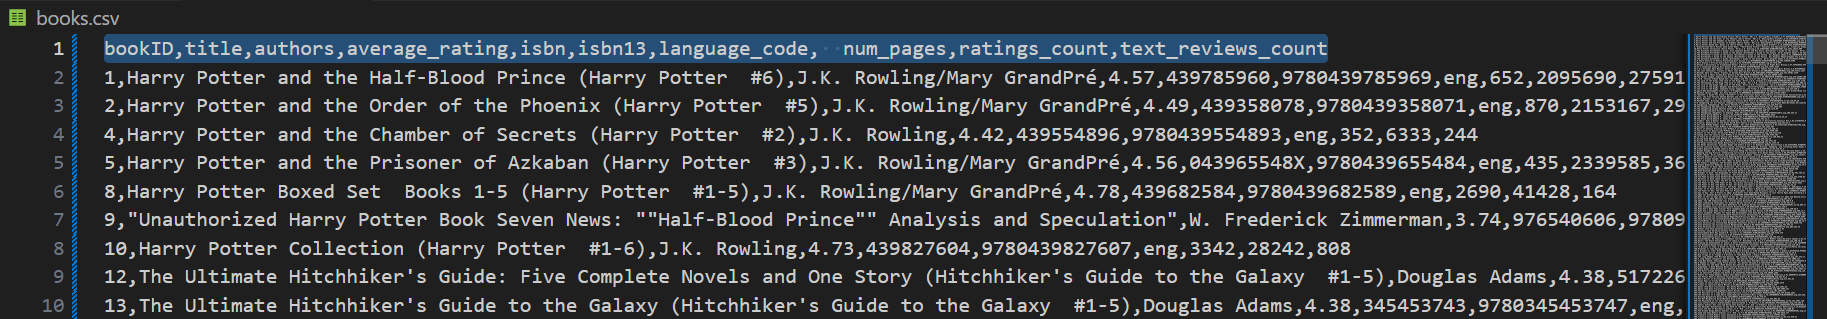 books.csv
1 bookID,title,authors,average_rating,isbn,isbn13,language_code,  num_pages,ratings_count,text_reviews_count
2 1,Harry Potter and the Half-Blood Prince (Harry Potter  #6),J.K. Rowling/Mary GrandPré,4.57,439785960,9780439785969,eng,652,2095690,27591
3 2,Harry Potter and the Order of the Phoenix (Harry Potter  #5),J.K. Rowling/Mary GrandPré,4.49,439358078,9780439358071,eng,870,2153167,29
4 4,Harry Potter and the Chamber of Secrets (Harry Potter  #2),J.K. Rowling,4.42,439554896,9780439554893,eng,352,6333,244
5 5,Harry Potter and the Prisoner of Azkaban (Harry Potter  #3),J.K. Rowling/Mary GrandPré,4.56,043965548X,9780439655484,eng,435,2339585,36
6 8,Harry Potter Boxed Set  Books 1-5 (Harry Potter  #1-5),J.K. Rowling/Mary GrandPré,4.78,439682584,9780439682589,eng,2690,41428,164
7 9,"Unauthorized Harry Potter Book Seven News: ""Half-Blood Prince"" Analysis and Speculation",W. Frederick Zimmerman,3.74,976540606,97809
8 10,Harry Potter Collection (Harry Potter  #1-6),J.K. Rowling,4.73,439827604,9780439827607,eng,3342,28242,808
9 12,The Ultimate Hitchhiker's Guide: Five Complete Novels and One Story (Hitchhiker's Guide to the Galaxy  #1-5),Douglas Adams,4.38,517226
10 13,The Ultimate Hitchhiker's Guide to the Galaxy (Hitchhiker's Guide to the Galaxy  #1-5),Douglas Adams,4.38,345453743,9780345453747,eng,